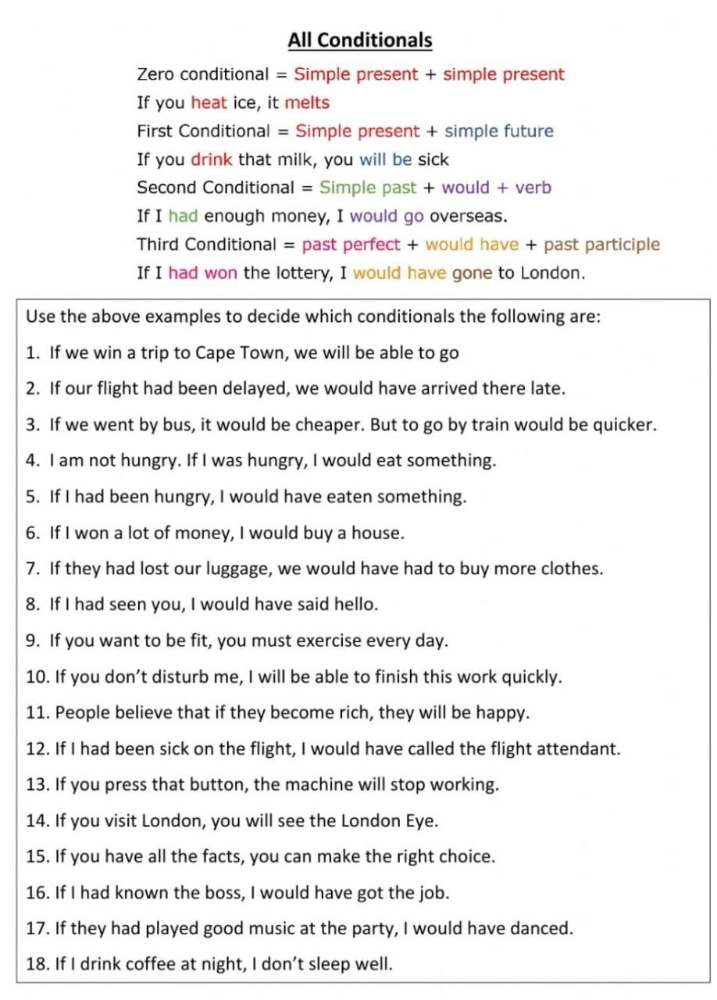 All Conditionals
Zero conditional = Simple present + simple present
If you heat ice, it melts
First Conditional = Simple present + simple future
If you drink that milk, you will be sick
Second Conditional = Simple past + would + verb
If I had enough money, I would go overseas.
Third Conditional = past perfect + would have + past participle
If I had won the lottery, I would have gone to London.
Use the above examples to decide which conditionals the following are:
1. If we win a trip to Cape Town, we will be able to go
2. If our flight had been delayed, we would have arrived there late.
3. If we went by bus, it would be cheaper. But to go by train would be quicker.
4. I am not hungry. If I was hungry, I would eat something.
5. If I had been hungry, I would have eaten something.
6. If I won a lot of money, I would buy a house.
7. If they had lost our luggage, we would have had to buy more clothes.
8. If I had seen you, I would have said hello.
9. If you want to be fit, you must exercise every day.
10. If you don’t disturb me, I will be able to finish this work quickly.
11. People believe that if they become rich, they will be happy.
12. If I had been sick on the flight, I would have called the flight attendant.
13. If you press that button, the machine will stop working.
14. If you visit London, you will see the London Eye.
15. If you have all the facts, you can make the right choice.
16. If I had known the boss, I would have got the job.
17. If they had played good music at the party, I would have danced.
18. If I drink coffee at night, I don’t sleep well.